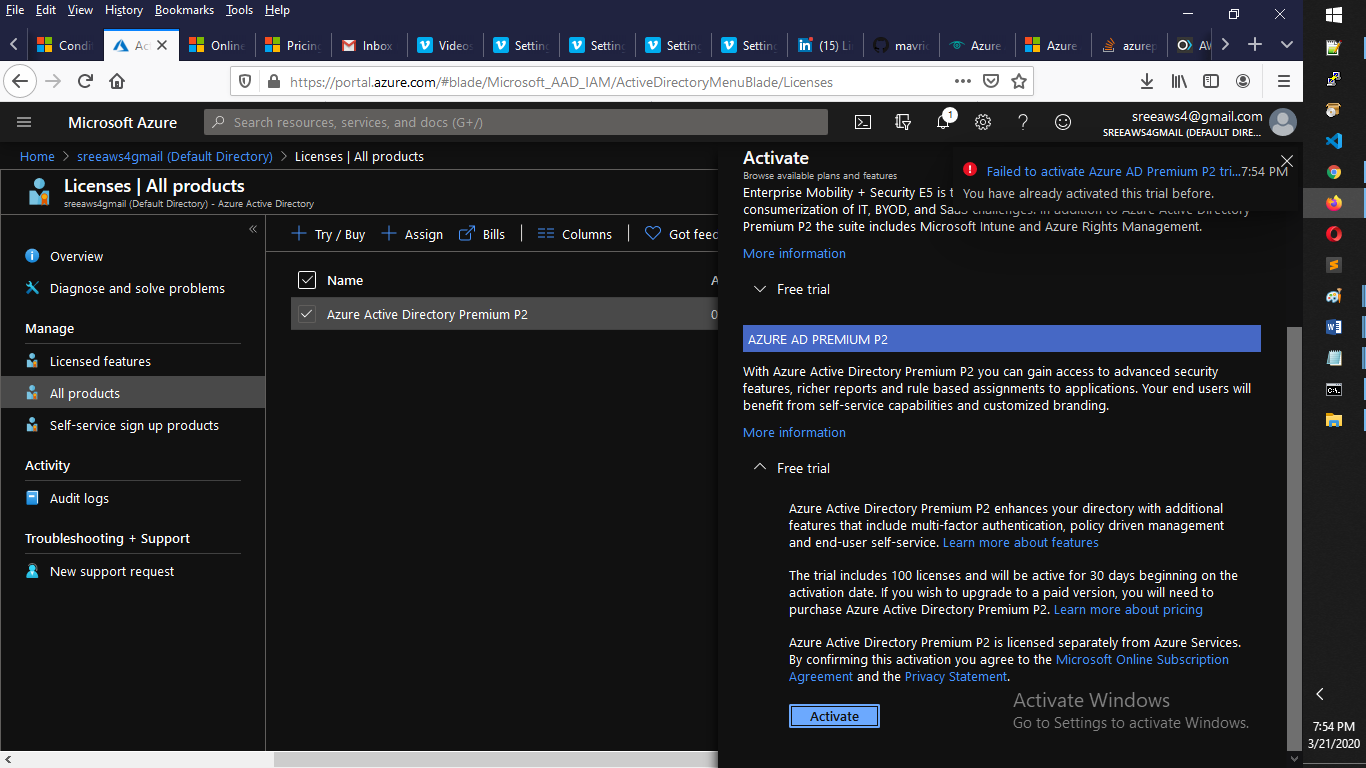 File Edit View History Bookmarks Tools Help
Condi
Act
Online
Pricing
Inbox
Videos
Setting
Setting
Setting
Setting
(15) Li
mavric
Azure
Azure
azurep
AW
https://portal.azure.com/#blade/Microsoft_AAD_IAM/ActiveDirectoryMenuBlade/Licenses
Microsoft Azure
Search resources, services, and docs (G+/)
1
sreeaws4@gmail.com
SREEAWS4GMAIL (DEFAULT DIRE...
Home > sreeaws4gmail (Default Directory) > Licenses | All products
Licenses | All products
sreeaws4gmail (Default Directory) - Azure Active Directory
«
Overview
Diagnose and solve problems
Manage
Licensed features
All products
Self-service sign up products
Activity
Audit logs
Troubleshooting + Support
New support request
Try / Buy
Assign
Bills
Columns
Got feed
Name
A
Azure Active Directory Premium P2
0
Activate
Browse available plans and features
Failed to activate Azure AD Premium P2 tri...7:54 PM
You have already activated this trial before.
Enterprise Mobility + Security E5 is t
consumerization of IT, BYOD, and SaaS challenges. In addition to Azure Active Directory
Premium P2 the suite includes Microsoft Intune and Azure Rights Management.
More information
Free trial
AZURE AD PREMIUM P2
With Azure Active Directory Premium P2 you can gain access to advanced security
features, richer reports and rule based assignments to applications. Your end users will
benefit from self-service capabilities and customized branding.
More information
Free trial
Azure Active Directory Premium P2 enhances your directory with additional
features that include multi-factor authentication, policy driven management
and end-user self-service. Learn more about features
The trial includes 100 licenses and will be active for 30 days beginning on the
activation date. If you wish to upgrade to a paid version, you will need to
purchase Azure Active Directory Premium P2. Learn more about pricing
Azure Active Directory Premium P2 is licensed separately from Azure Services.
By confirming this activation you agree to the Microsoft Online Subscription
Agreement and the Privacy Statement.
Activate
Activate Windows
Go to Settings to activate Windows.
7:54 PM
3/21/2020